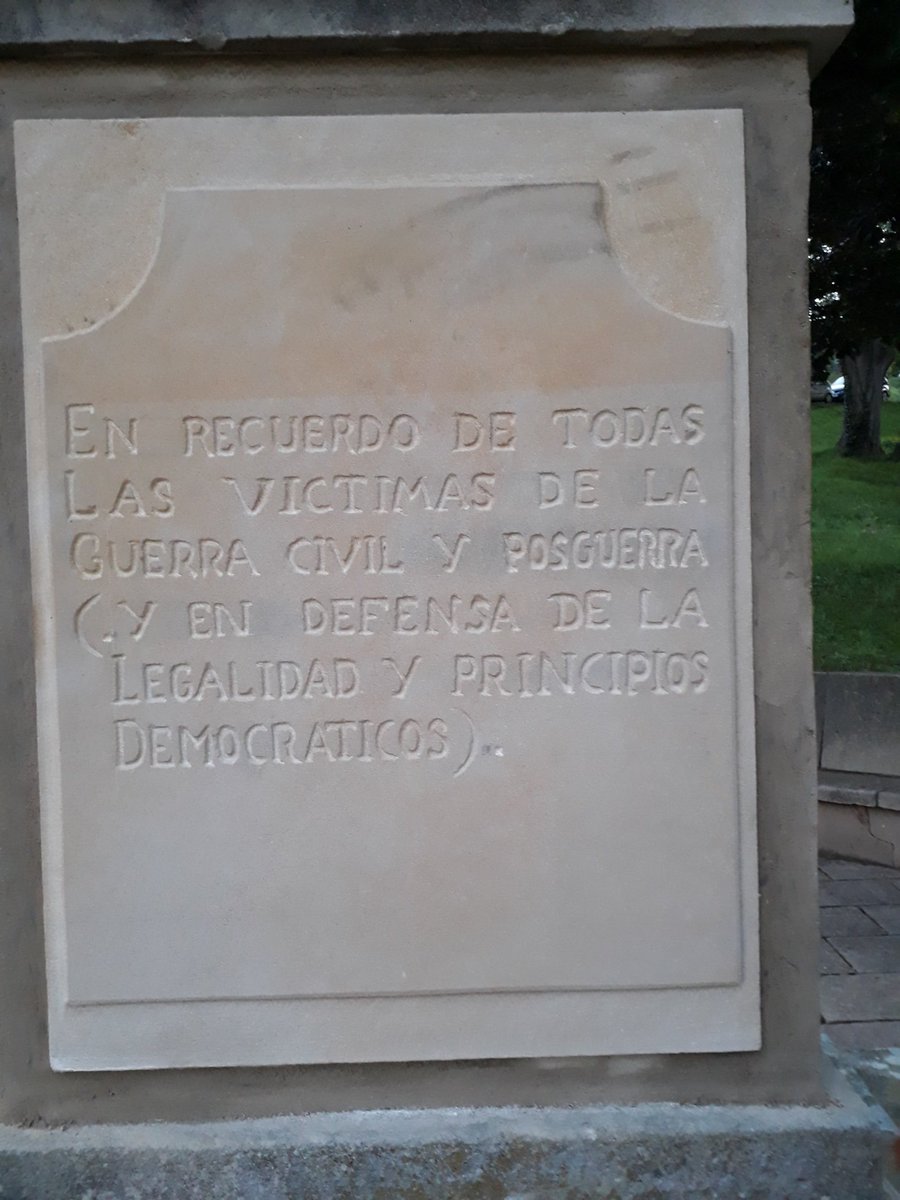 EN RECUERDO DE TODAS
LAS VICTIMAS DE LA
GUERRA CIVIL Y POSGUERRA
(.Y EN DEFENSA DE LA
LEGALIDAD Y PRINCIPIOS
DEMOCRATICOS)..